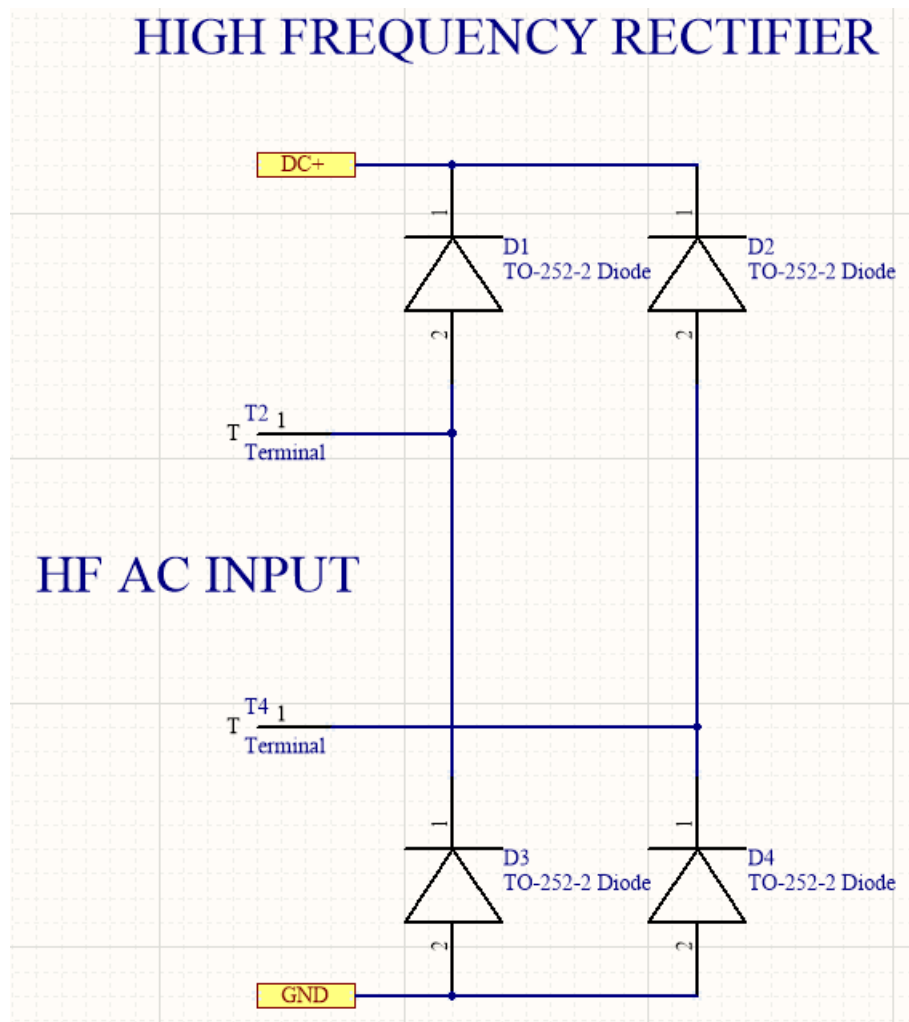 HIGH FREQUENCY RECTIFIER
DC+
1
1
D1
TO-252-2 Diode
D2
TO-252-2 Diode
2
2
T2 1
T
Terminal
HF AC INPUT
T4 1
T
Terminal
1
1
D3
TO-252-2 Diode
D4
TO-252-2 Diode
2
2
GND